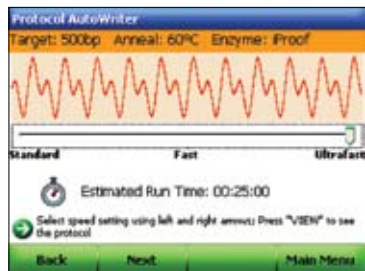 Protocol AutoWriter
Target: 500bp Anneal: 60ºC Enzyme: iProof
Standard Fast Ultrafast
Estimated Run Time: 00:25:00
Select speed setting using left and right arrows; Press "VIEW" to see
the protocol
Back Next Main Menu